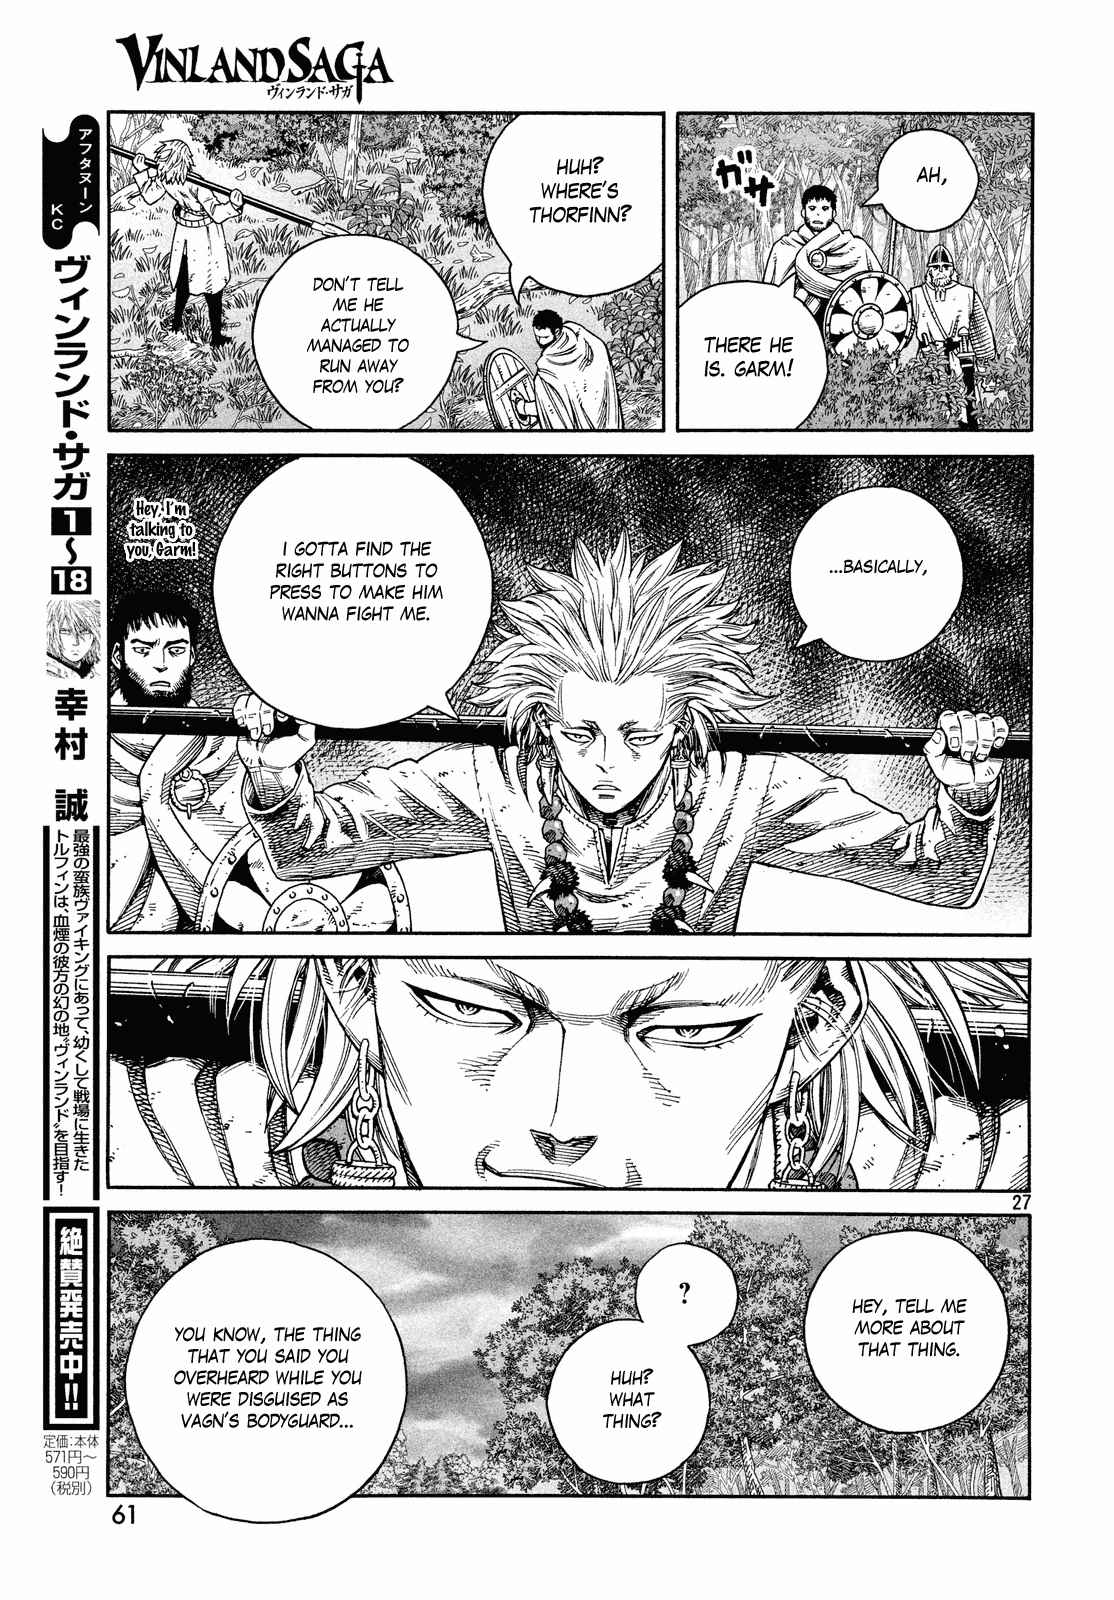 VINLAND SAGA
ヴィンランド・サガ
AH,
THERE HE
IS. GARM!
ガサ
HUH?
WHERE'S
THORFINN?
DON'T TELL
ME HE
ACTUALLY
MANAGED TO
RUN AWAY
FROM YOU?
...BASICALLY,
I GOTTA FIND THE
RIGHT BUTTONS TO
PRESS TO MAKE HIM
WANNA FIGHT ME.
Hey, I'm
talking to
you, Garm!
27
HEY, TELL ME
MORE ABOUT
THAT THING.
?
HUH?
WHAT
THING?
YOU KNOW, THE THING
THAT YOU SAID YOU
OVERHEARD WHILE YOU
WERE DISGUISED AS
VAGN'S BODYGUARD...
アフタヌーン
KC
ヴィンランド・サガ
1
〜
18
幸村 誠
最強の蛮族ヴァイキングにあって、幼くして戦場に生きた
トルフィンは、血煙の彼方の幻の地〝ヴィンランド〟を目指す!
絶賛発売中!!
定価:本体
571円〜
590円
(税別)
61